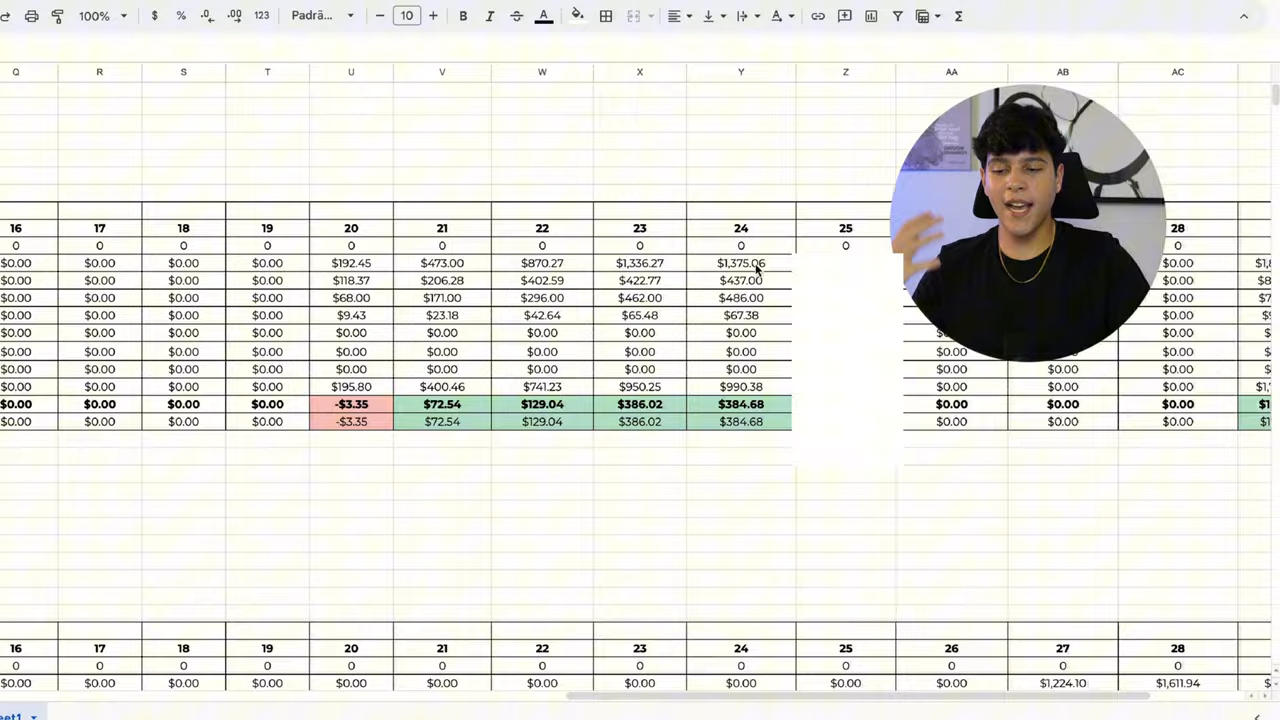 100% $ % .0 .00 123 Padrã... 10 B I A
Q R S T U V W X Y Z AA AB AC
16 17 18 19 20 21 22 23 24 25 28
0 0 0 0 0 0 0 0 0 0 0
$0.00 $0.00 $0.00 $0.00 $192.45 $473.00 $870.27 $1,336.27 $1,375.06 $0.00
$0.00 $0.00 $0.00 $0.00 $118.37 $206.28 $402.59 $422.77 $437.00 $0.00
$0.00 $0.00 $0.00 $0.00 $68.00 $171.00 $296.00 $462.00 $486.00 $0.00
$0.00 $0.00 $0.00 $0.00 $9.43 $23.18 $42.64 $65.48 $67.38 $0.00
$0.00 $0.00 $0.00 $0.00 $0.00 $0.00 $0.00 $0.00 $0.00 $0.00
$0.00 $0.00 $0.00 $0.00 $0.00 $0.00 $0.00 $0.00 $0.00 $0.00 $0.00 $0.00
$0.00 $0.00 $0.00 $0.00 $0.00 $0.00 $0.00 $0.00 $0.00 $0.00 $0.00 $0.00
$0.00 $0.00 $0.00 $0.00 $195.80 $400.46 $741.23 $950.25 $990.38 $0.00 $0.00 $0.00
$0.00 $0.00 $0.00 $0.00 -$3.35 $72.54 $129.04 $386.02 $384.68 $0.00 $0.00 $0.00
$0.00 $0.00 $0.00 $0.00 -$3.35 $72.54 $129.04 $386.02 $384.68 $0.00 $0.00 $0.00
16 17 18 19 20 21 22 23 24 25 26 27 28
0 0 0 0 0 0 0 0 0 0 0 0 0
$0.00 $0.00 $0.00 $0.00 $0.00 $0.00 $0.00 $0.00 $0.00 $0.00 $0.00 $1,224.10 $1,611.94